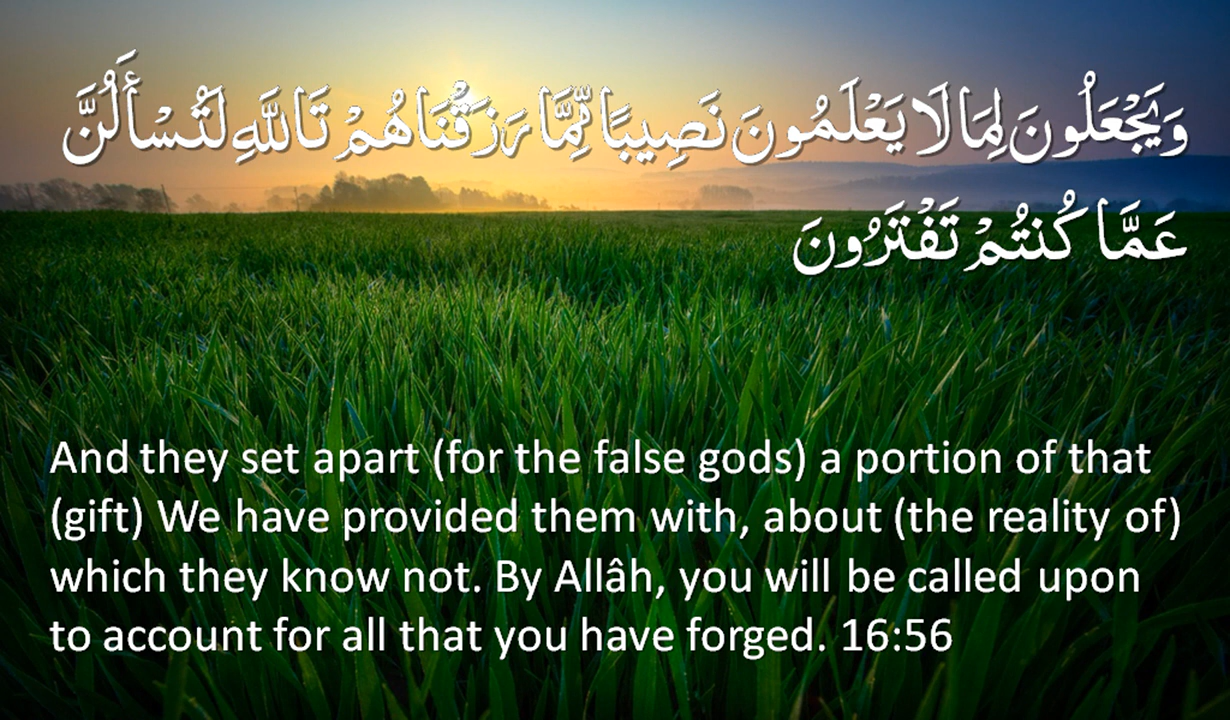 وَيَجْعَلُونَ لِمَا لَا يَعْلَمُونَ نَصِيبًا مِّمَّا رَزَقْنَاهُمْ تَاللَّهِ لَتُسْأَلُنَّ
عَمَّا كُنتُمْ تَفْتَرُونَ
And they set apart (for the false gods) a portion of that
(gift) We have provided them with, about (the reality of)
which they know not. By Allâh, you will be called upon
to account for all that you have forged. 16:56